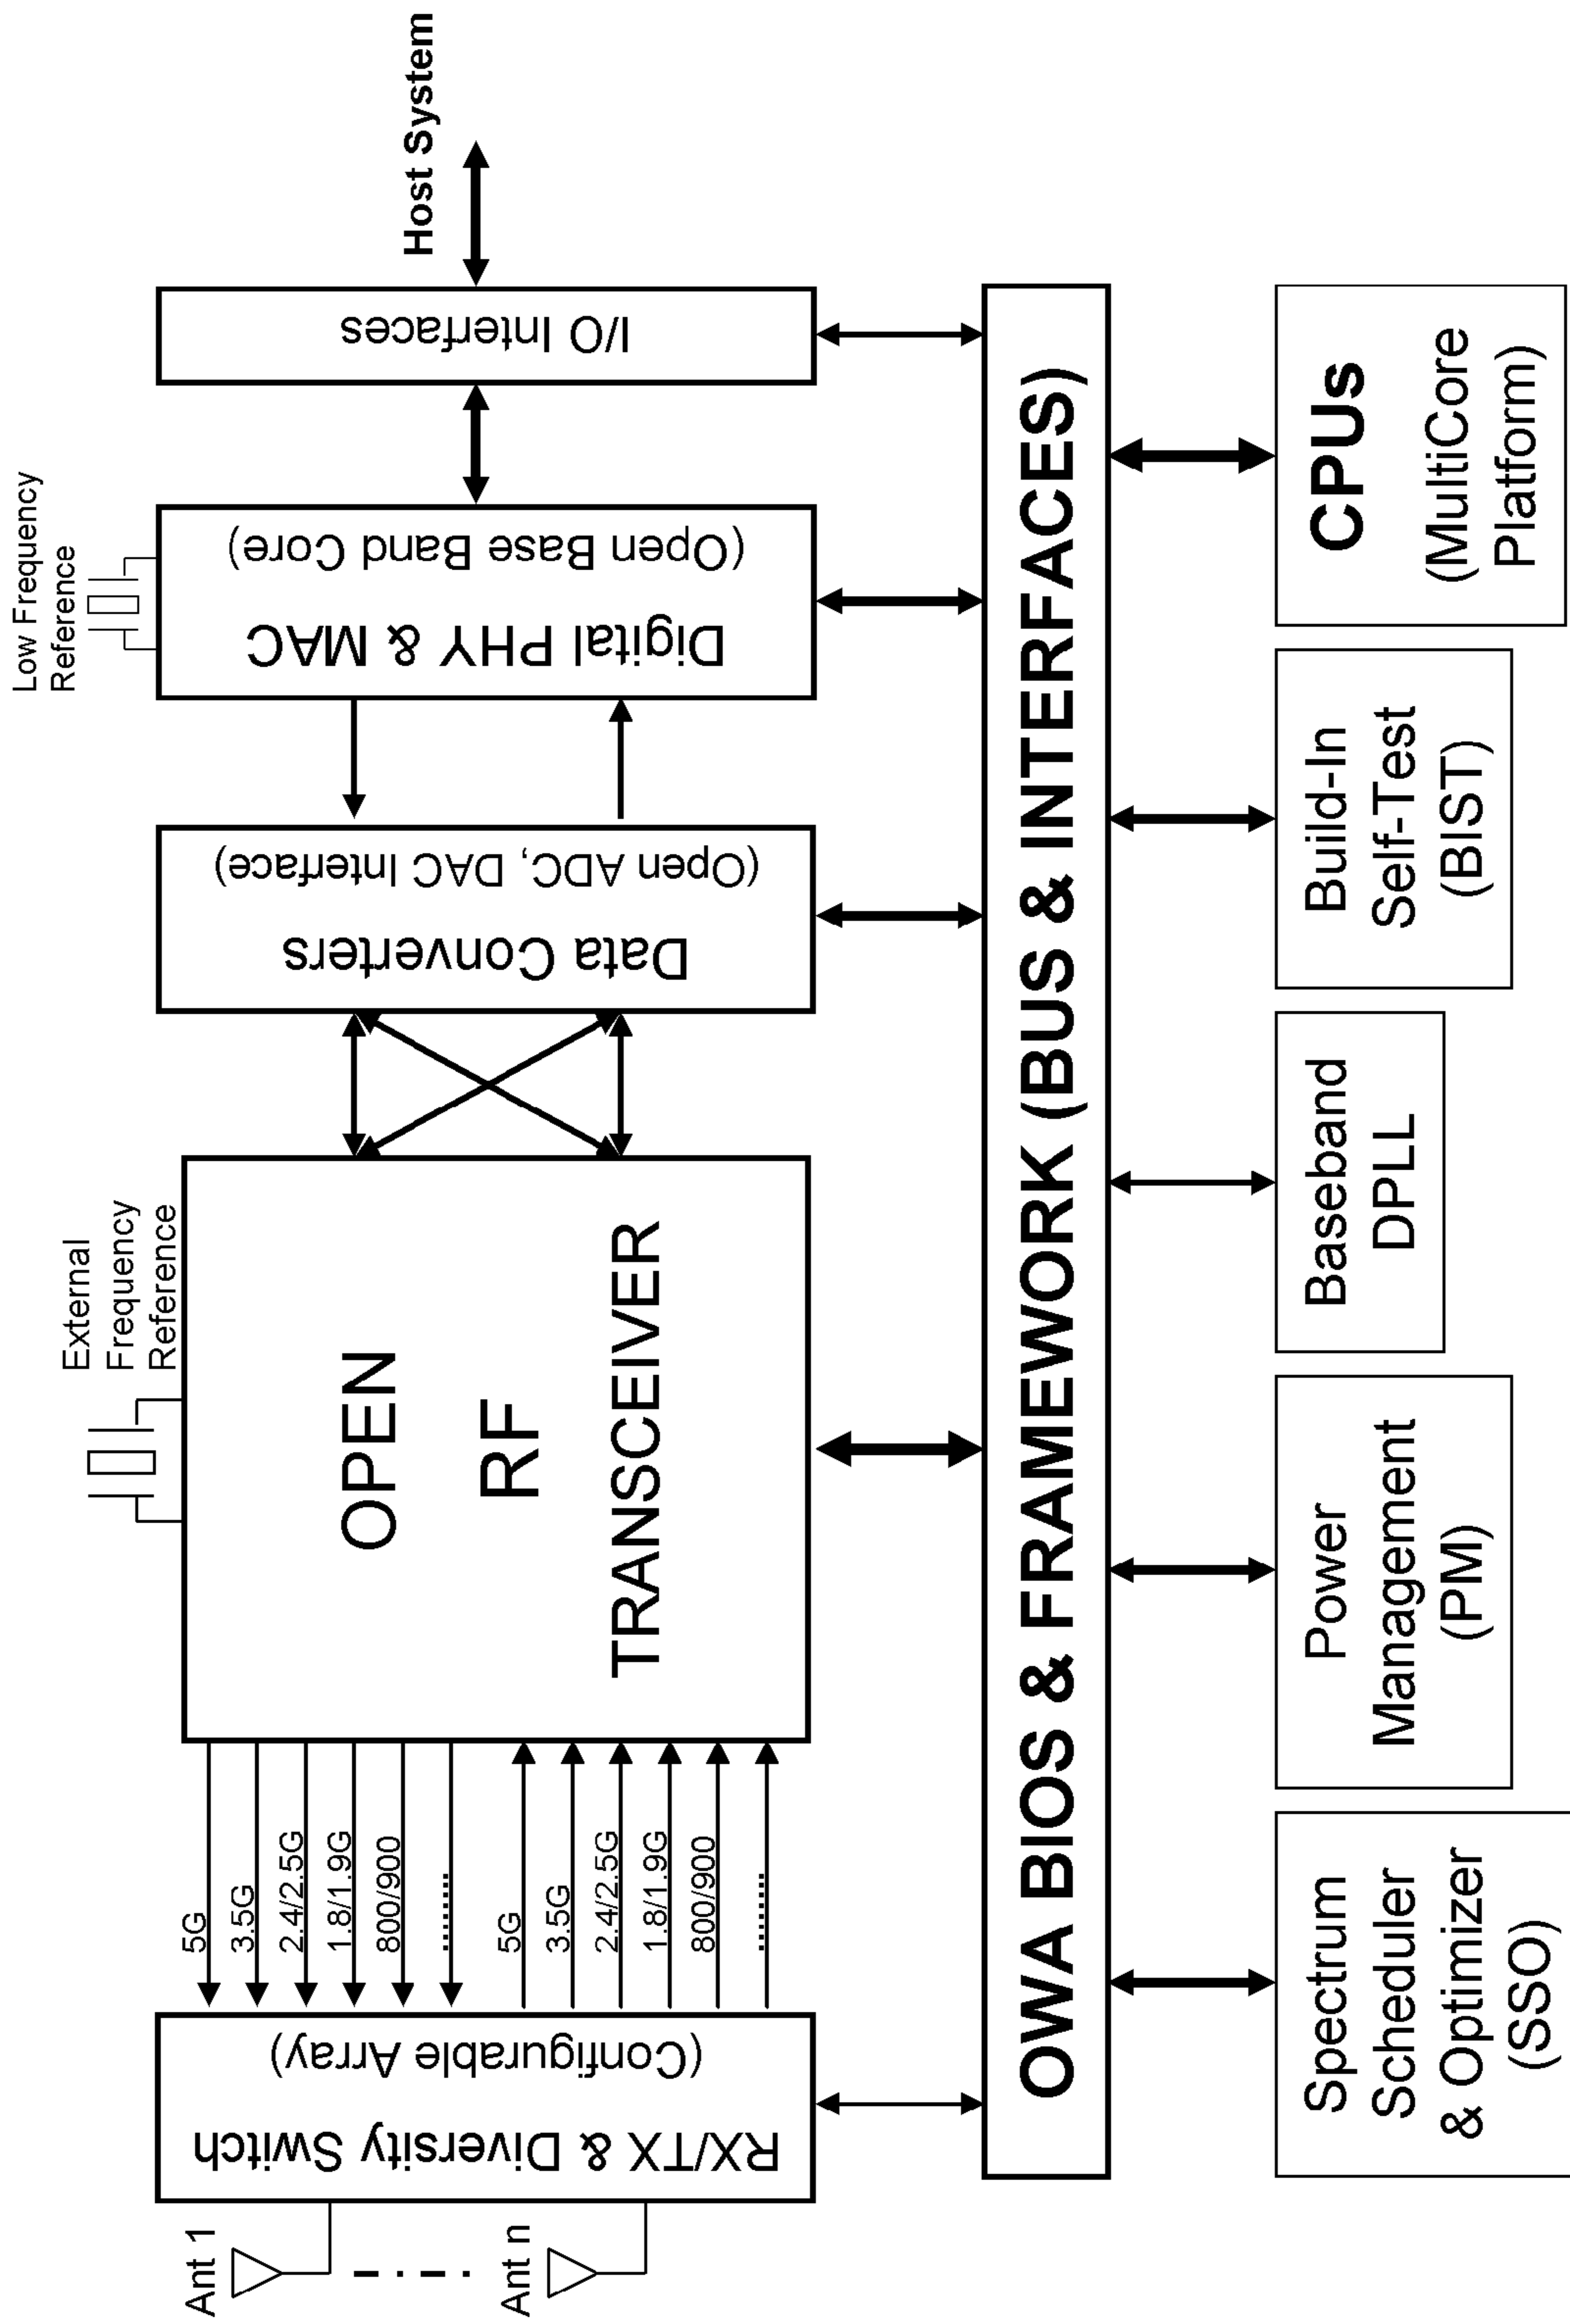 Ant 1
Ant n
RX/TX & Diversity Switch
(Configurable Array)
5G
3.5G
2.4/2.5G
1.8/1.9G
800/900
.......
5G
3.5G
2.4/2.5G
1.8/1.9G
800/900
.......
External
Frequency
Reference
OPEN
RF
TRANSCEIVER
Data Converters
(Open ADC, DAC Interface)
Low Frequency
Reference
Digital PHY & MAC
(Open Base Band Core)
I/O Interfaces
Host System
OWA BIOS & FRAMEWORK (BUS & INTERFACES)
Spectrum
Scheduler
& Optimizer
(SSO)
Power
Management
(PM)
Baseband
DPLL
Build-In
Self-Test
(BIST)
CPUs
(MultiCore
Platform)